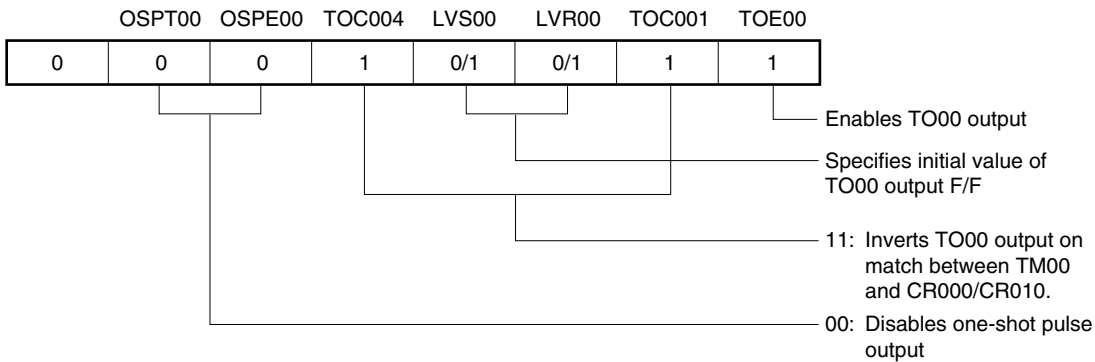 OSPT00 OSPE00 TOC004 LVS00 LVR00 TOC001 TOE00
0 0 0 1 0/1 0/1 1 1
Enables TO00 output
Specifies initial value of
TO00 output F/F
11: Inverts TO00 output on
match between TM00
and CR000/CR010.
00: Disables one-shot pulse
output